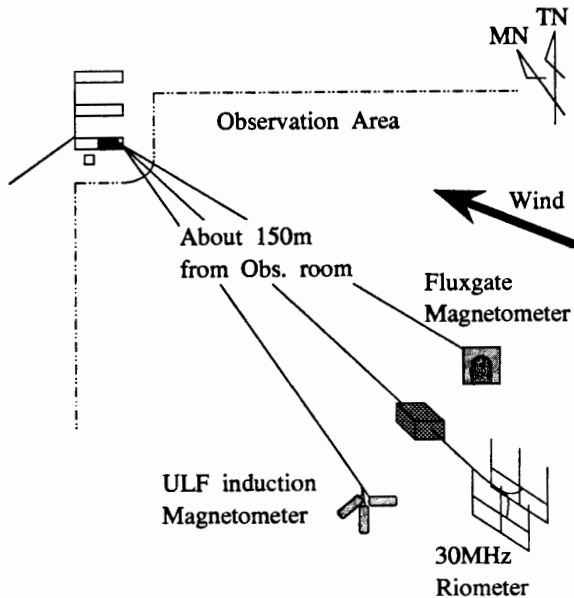 TN
MN
Observation Area
Wind
About 150m
from Obs. room
Fluxgate
Magnetometer
ULF induction
Magnetometer
30MHz
Riometer